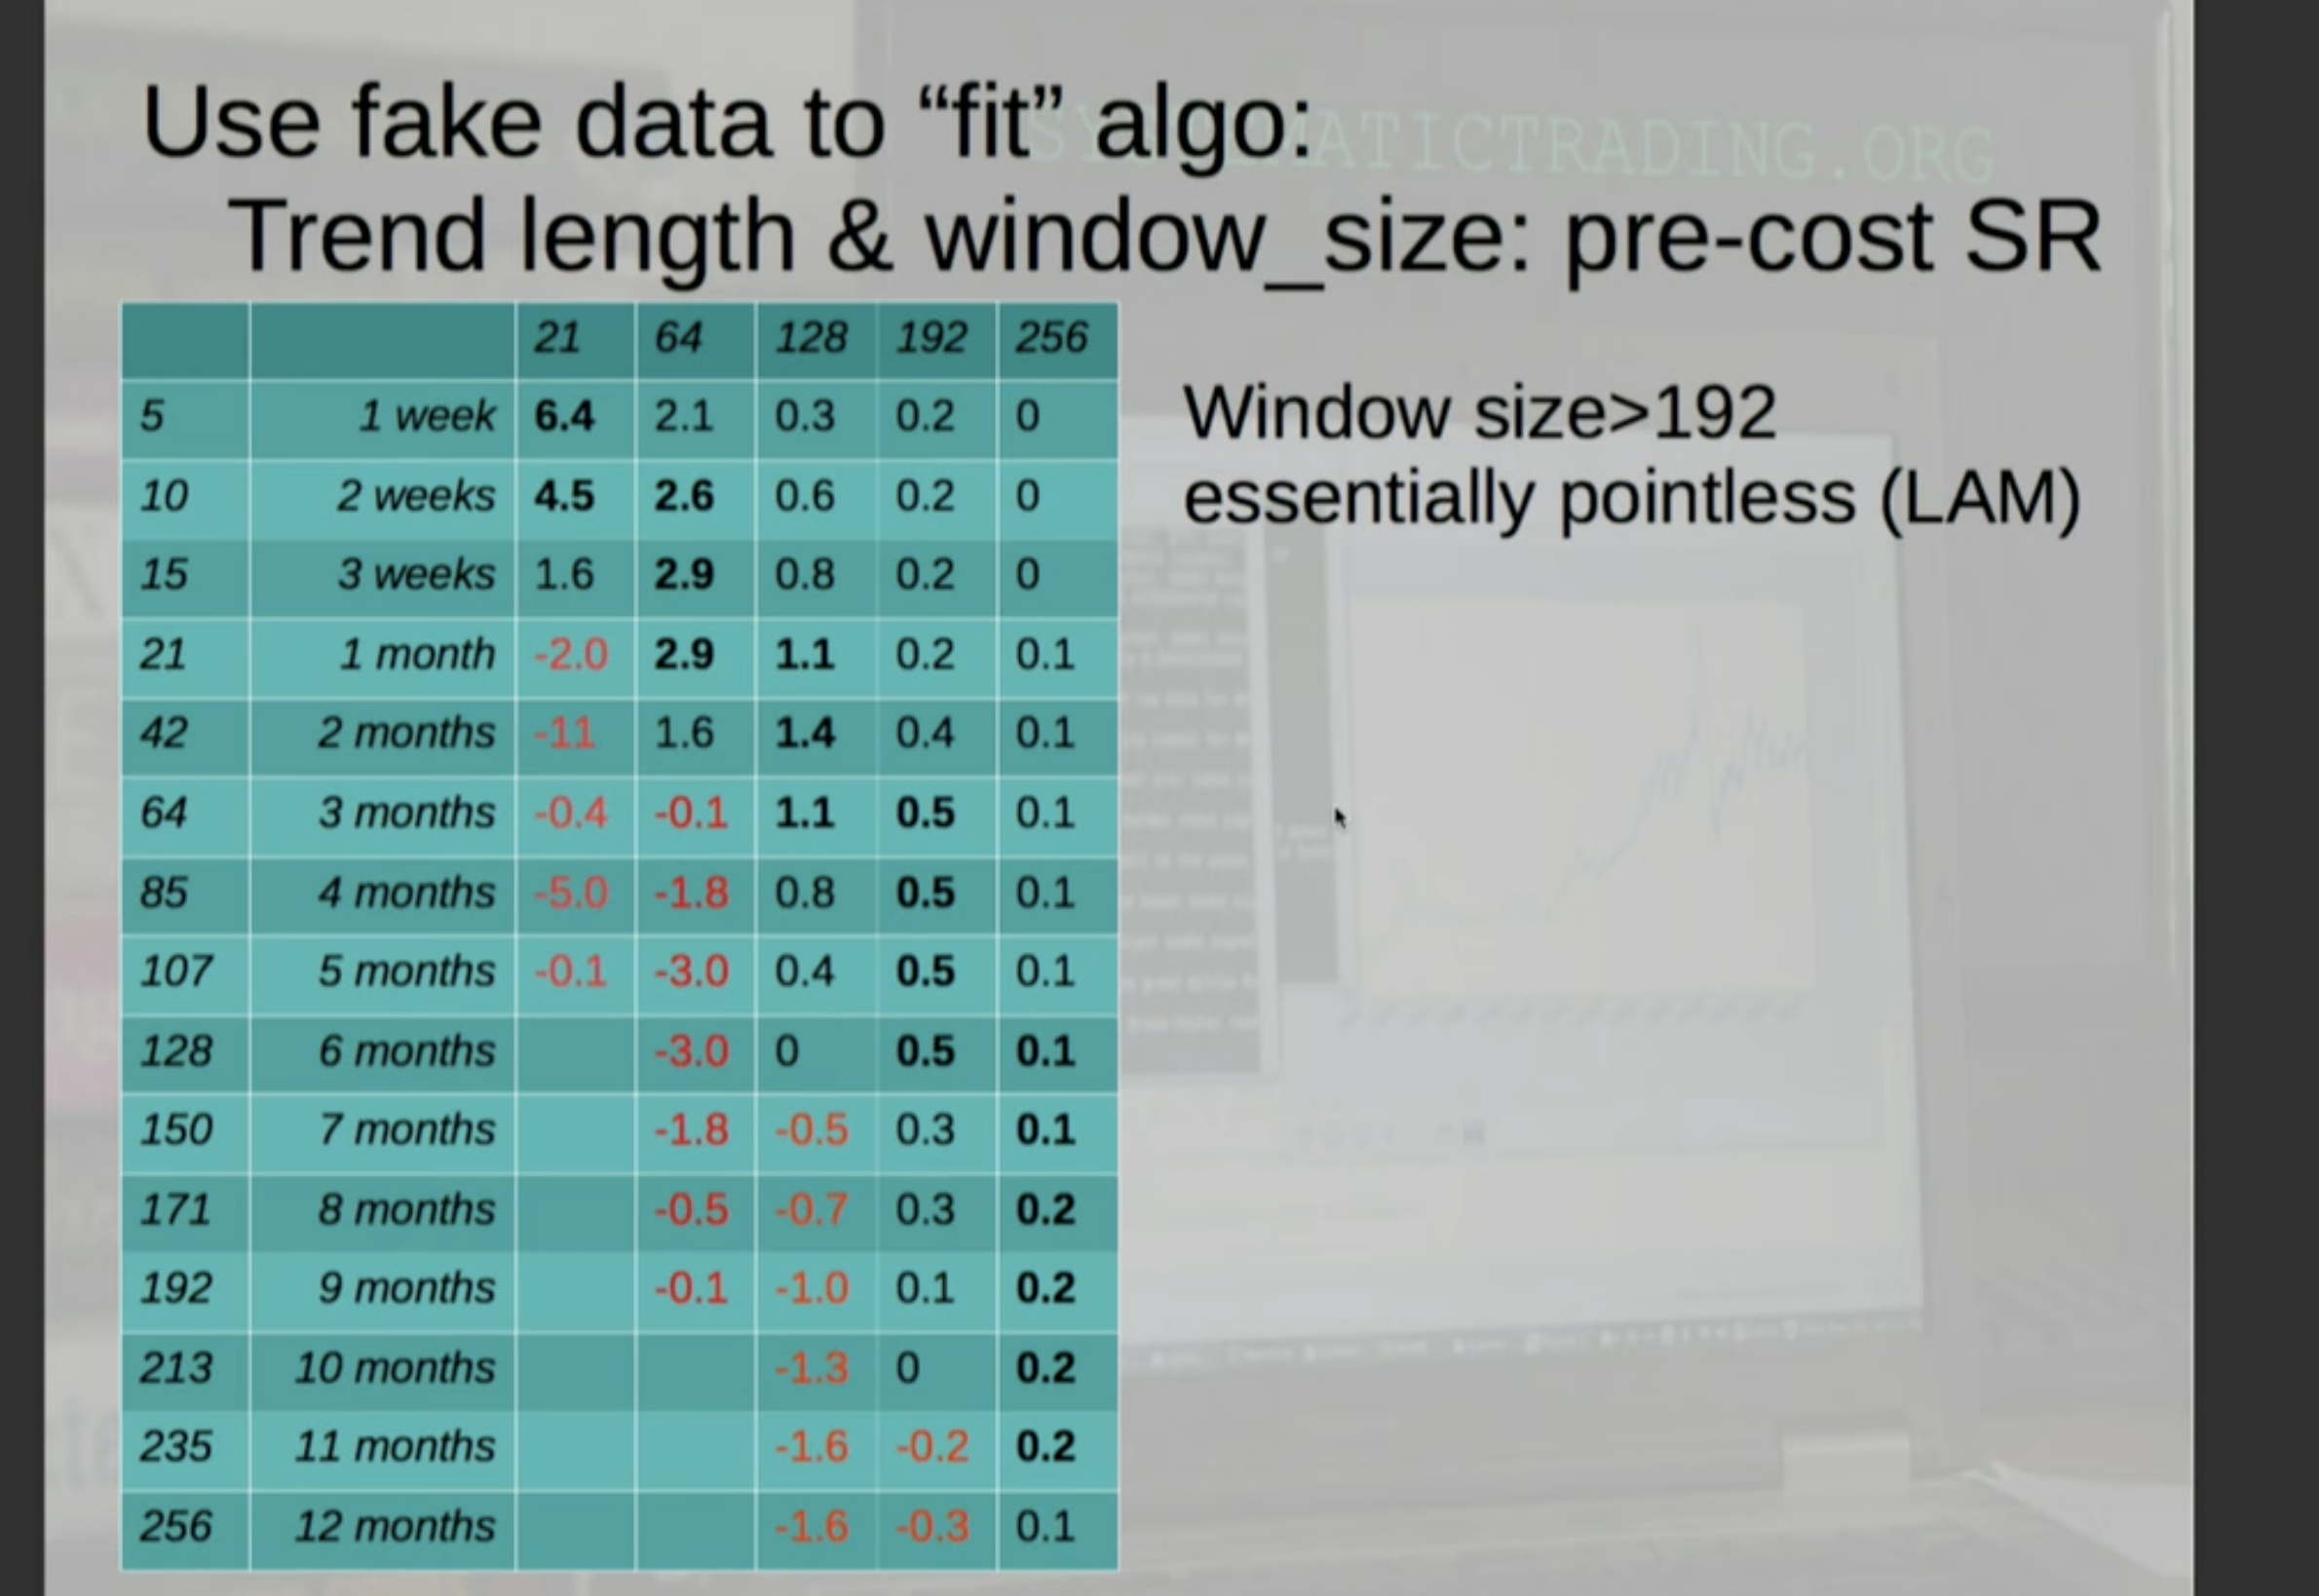 Use fake data to “fit” algo:
SYSTEMATICTRADING.ORG
Trend length & window_size: pre-cost SR
21 64 128 192 256
5 1 week 6.4 2.1 0.3 0.2 0
10 2 weeks 4.5 2.6 0.6 0.2 0
15 3 weeks 1.6 2.9 0.8 0.2 0
21 1 month -2.0 2.9 1.1 0.2 0.1
42 2 months -11 1.6 1.4 0.4 0.1
64 3 months -0.4 -0.1 1.1 0.5 0.1
85 4 months -5.0 -1.8 0.8 0.5 0.1
107 5 months -0.1 -3.0 0.4 0.5 0.1
128 6 months -3.0 0 0.5 0.1
150 7 months -1.8 -0.5 0.3 0.1
171 8 months -0.5 -0.7 0.3 0.2
192 9 months -0.1 -1.0 0.1 0.2
213 10 months -1.3 0 0.2
235 11 months -1.6 -0.2 0.2
256 12 months -1.6 -0.3 0.1
Window size>192
essentially pointless (LAM)